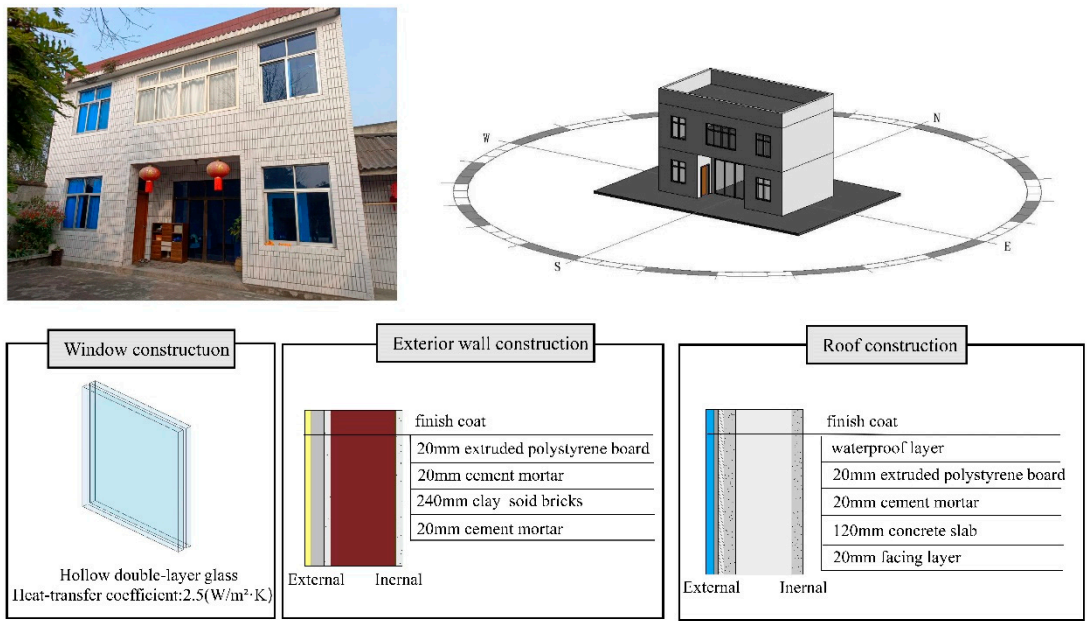 N
W
S
E
Window constructuon
Hollow double-layer glass
Heat-transfer coefficient:2.5(W/m²·K)
Exterior wall construction
finish coat
20mm extruded polystyrene board
20mm cement mortar
240mm clay soid bricks
20mm cement mortar
External Inernal
Roof construction
finish coat
waterproof layer
20mm extruded polystyrene board
20mm cement mortar
120mm concrete slab
20mm facing layer
External Inernal